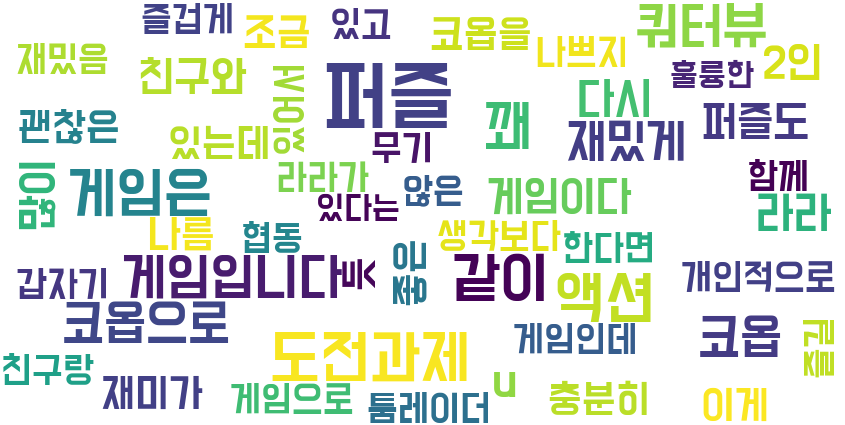 즐겁게
있고
쿼터뷰
조금
코옵을
나쁘지
재밌음
친구와
훌륭한
2인
퍼즐
있어요
다시
괜찮은
꽤
퍼즐도
있는데
무기
재밌게
함께
많이
게임은
라라가
않은
게임이다
있다는
라라
나름
협동
생각보다
한다면
좋은
갑자기
게임입니다
같이
개인적으로
액션
코옵으로
도전과제
게임인데
코옵
즐길
친구랑
재미가
게임으로
툼레이더
u
충분히
이게